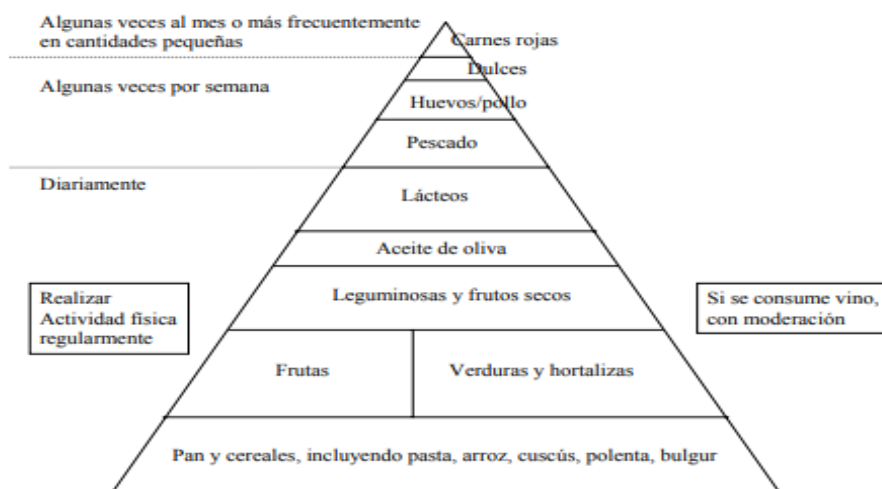 Algunas veces al mes o más frecuentemente
en cantidades pequeñas
Carnes rojas
Dulces
Algunas veces por semana
Huevos/pollo
Pescado
Diariamente
Lácteos
Aceite de oliva
Leguminosas y frutos secos
Realizar
Actividad física
regularmente
Si se consume vino,
con moderación
Frutas
Verduras y hortalizas
Pan y cereales, incluyendo pasta, arroz, cuscús, polenta, bulgur